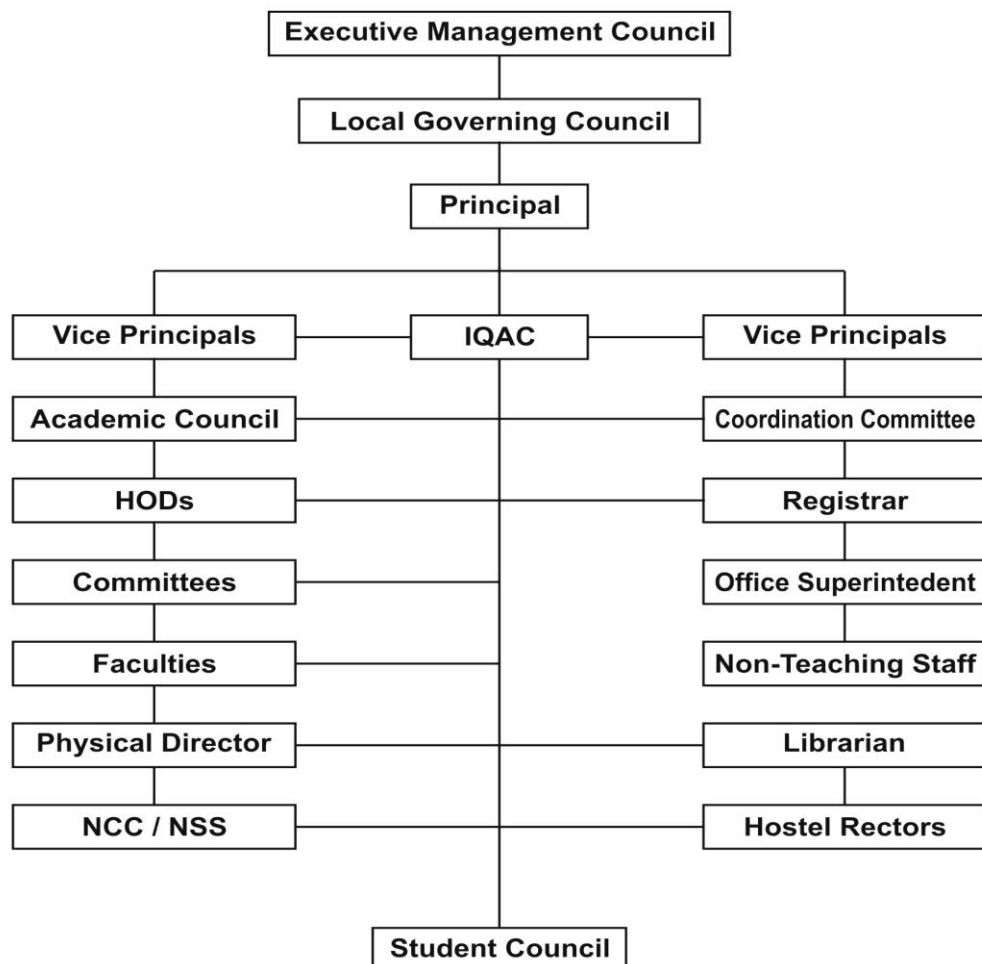 Executive Management Council
Local Governing Council
Principal
Vice Principals
IQAC
Vice Principals
Academic Council
Coordination Committee
HODs
Registrar
Committees
Office Superintedent
Faculties
Non-Teaching Staff
Physical Director
Librarian
NCC / NSS
Hostel Rectors
Student Council